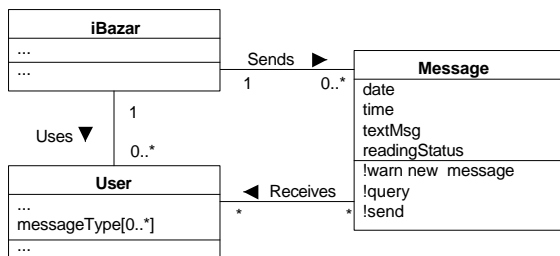 iBazar
...
...
Sends ►
1 0..*
Message
date
time
textMsg
readingStatus
!warn new message
!query
!send
1
Uses ▼
0..*
User
...
messageType[0..*]
...
◄ Receives
* *